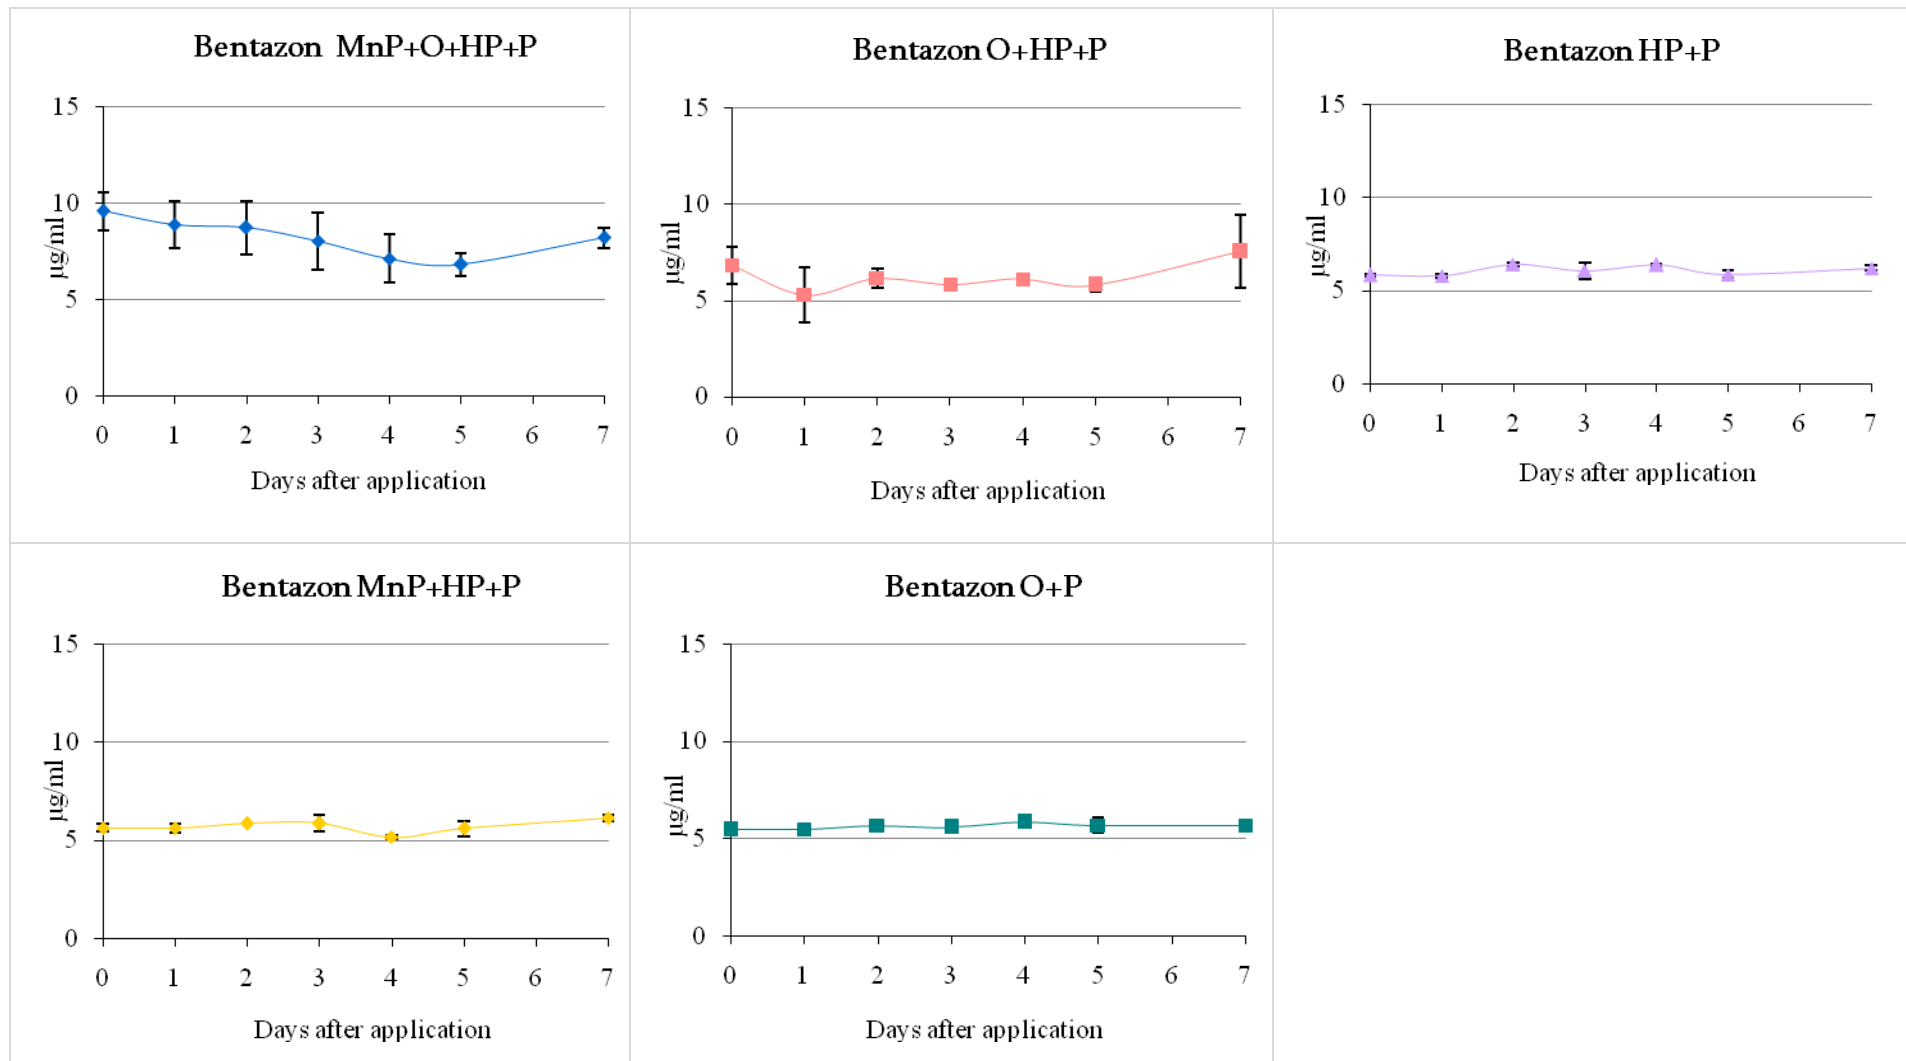 Bentazon MnP+O+HP+P
15
10
5
0
µg/ml
0 1 2 3 4 5 6 7
Days after application
Bentazon O+HP+P
15
10
5
0
µg/ml
0 1 2 3 4 5 6 7
Days after application
Bentazon HP+P
15
10
5
0
µg/ml
0 1 2 3 4 5 6 7
Days after application
Bentazon MnP+HP+P
15
10
5
0
µg/ml
0 1 2 3 4 5 6 7
Days after application
Bentazon O+P
15
10
5
0
µg/ml
0 1 2 3 4 5 6 7
Days after application